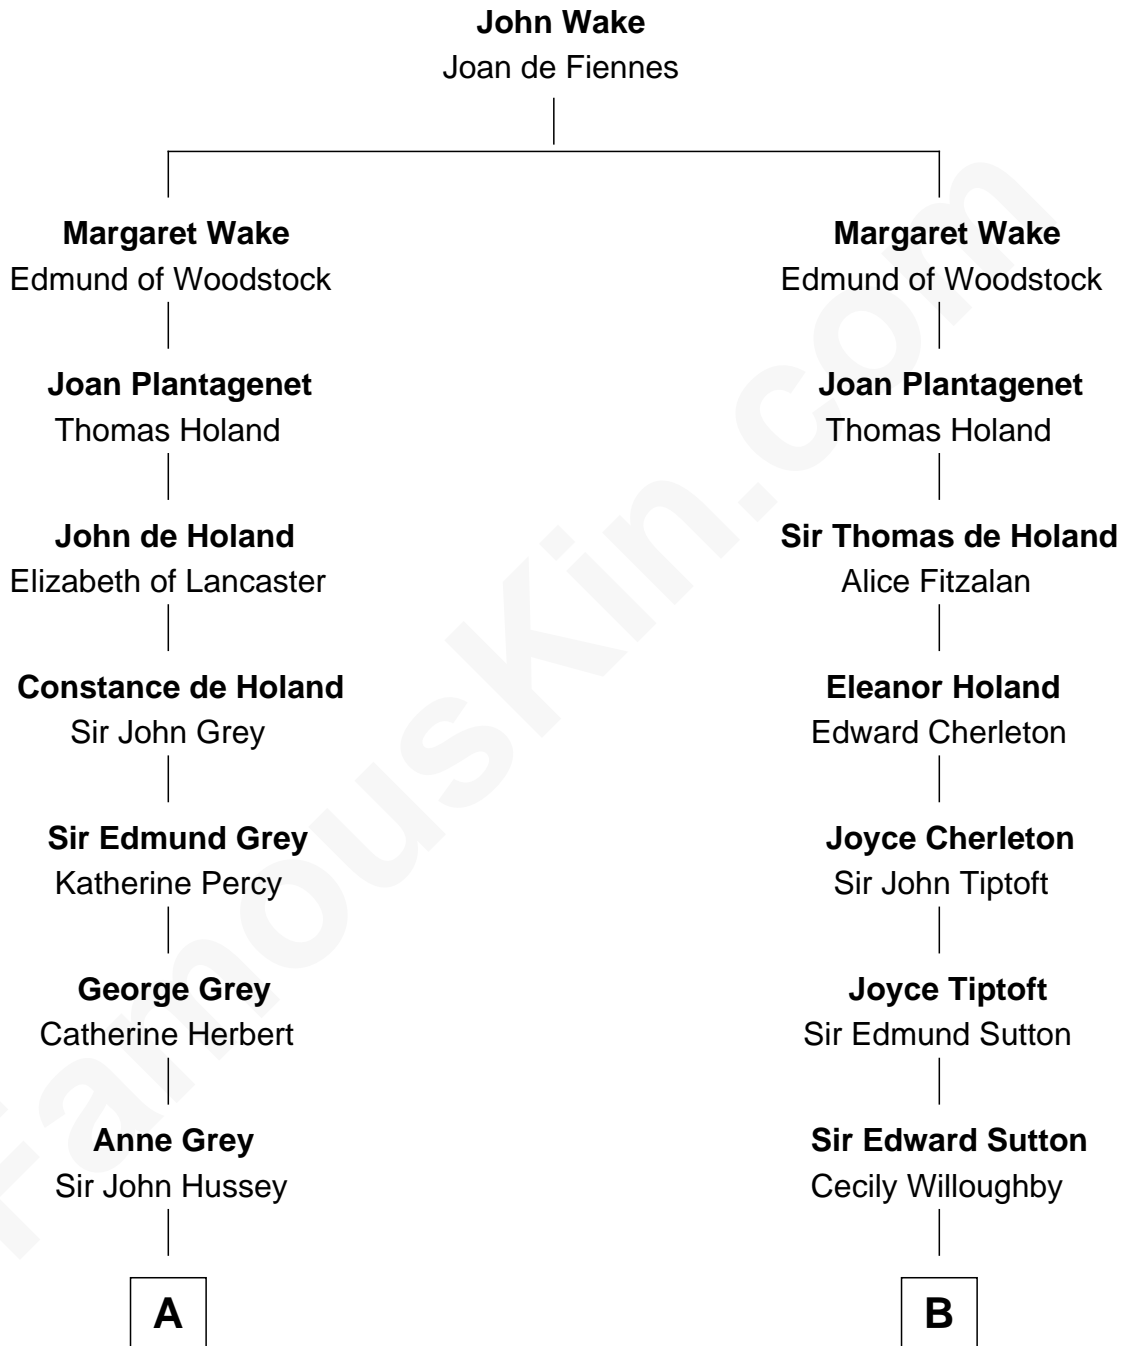 John Wake
Joan de Fiennes
Margaret Wake
Edmund of Woodstock
Margaret Wake
Edmund of Woodstock
Joan Plantagenet
Thomas Holand
Joan Plantagenet
Thomas Holand
John de Holand
Elizabeth of Lancaster
Sir Thomas de Holand
Alice Fitzalan
Constance de Holand
Sir John Grey
Eleanor Holand
Edward Cherleton
Sir Edmund Grey
Katherine Percy
Joyce Cherleton
Sir John Tiptoft
George Grey
Catherine Herbert
Joyce Tiptoft
Sir Edmund Sutton
Anne Grey
Sir John Hussey
Sir Edward Sutton
Cecily Willoughby
A
B
FamousKin.com